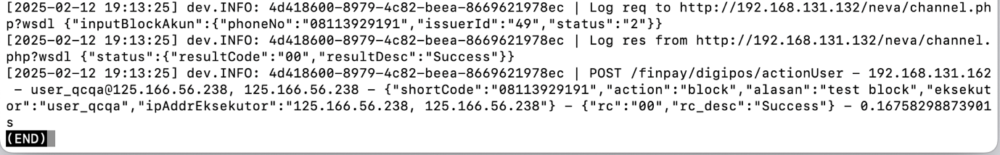 [2025-02-12 19:13:25] dev.INFO: 4d418600-8979-4c82-beea-8669621978ec | Log req to http://192.168.131.132/neva/channel.ph
p?wsdl {"inputBlockAkun":{"phoneNo":"08113929191","issuerId":"49","status":"2"}}
[2025-02-12 19:13:25] dev.INFO: 4d418600-8979-4c82-beea-8669621978ec | Log res from http://192.168.131.132/neva/channel.
php?wsdl {"status":{"resultCode":"00","resultDesc":"Success"}}
[2025-02-12 19:13:25] dev.INFO: 4d418600-8979-4c82-beea-8669621978ec | POST /finpay/digipos/actionUser - 192.168.131.162
 - user_qcqa@125.166.56.238, 125.166.56.238 - {"shortCode":"08113929191","action":"block","alasan":"test block","eksekut
or":"user_qcqa","ipAddrEksekutor":"125.166.56.238, 125.166.56.238"} - {"rc":"00","rc_desc":"Success"} - 0.16758298873901
s
(END)